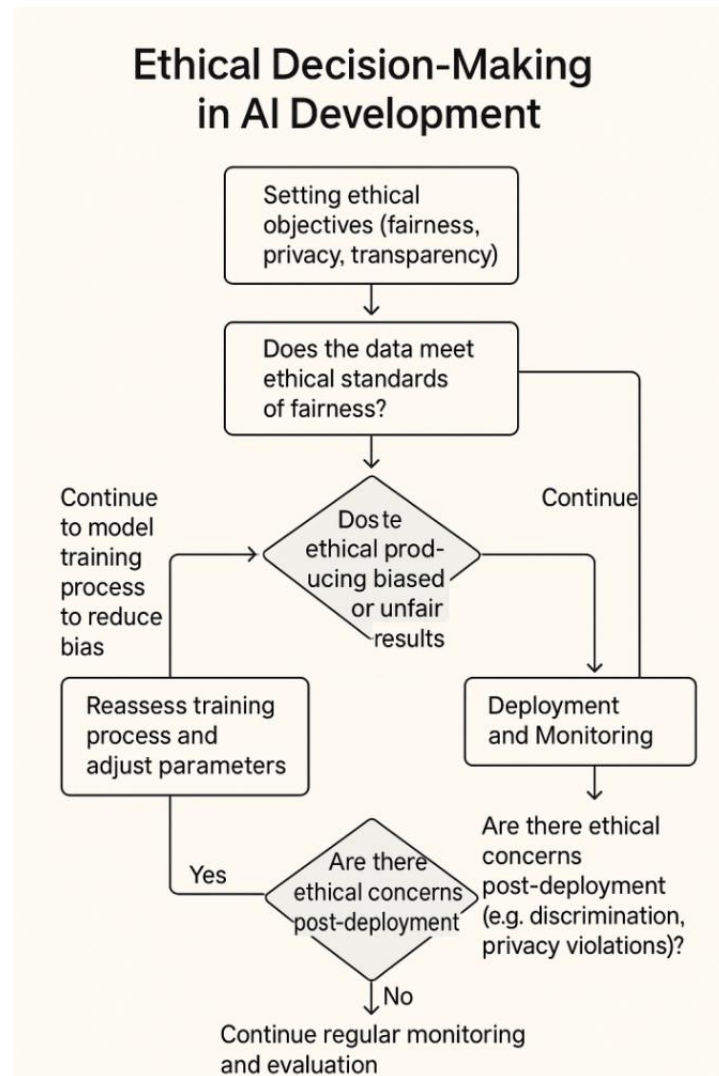 Ethical Decision-Making
in AI Development
Setting ethical
objectives (fairness,
privacy, transparency)
Does the data meet
ethical standards
of fairness?
Continue
to model
training
process
to reduce
bias
Dos te
ethical prod-
ucing biased
or unfair
results
Continue
Reassess training
process and
adjust parameters
Deployment
and Monitoring
Yes
Are there
ethical concerns
post-deployment
Are there ethical
concerns
post-deployment
(e.g. discrimination,
privacy violations)?
No
Continue regular monitoring
and evaluation